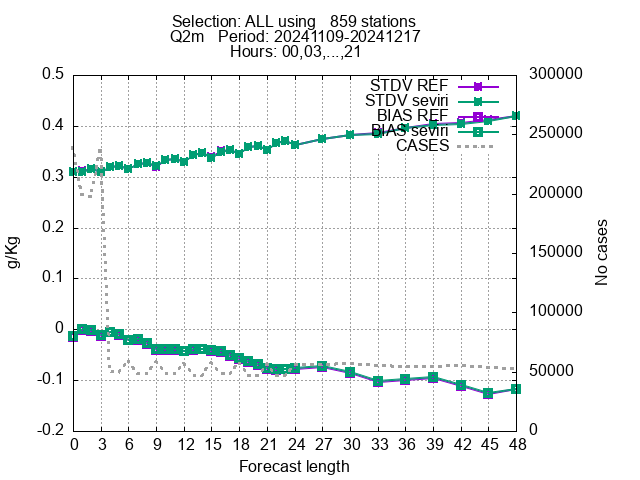 Selection: ALL using   859 stations
Q2m   Period: 20241109-20241217
Hours: 00,03,...,21
STDV REF
STDV seviri
BIAS REF
BIAS seviri
CASES
g/Kg
0.5
0.4
0.3
0.2
0.1
0
-0.1
-0.2
300000
250000
200000
150000
100000
50000
0
No cases
0 3 6 9 12 15 18 21 24 27 30 33 36 39 42 45 48
Forecast length